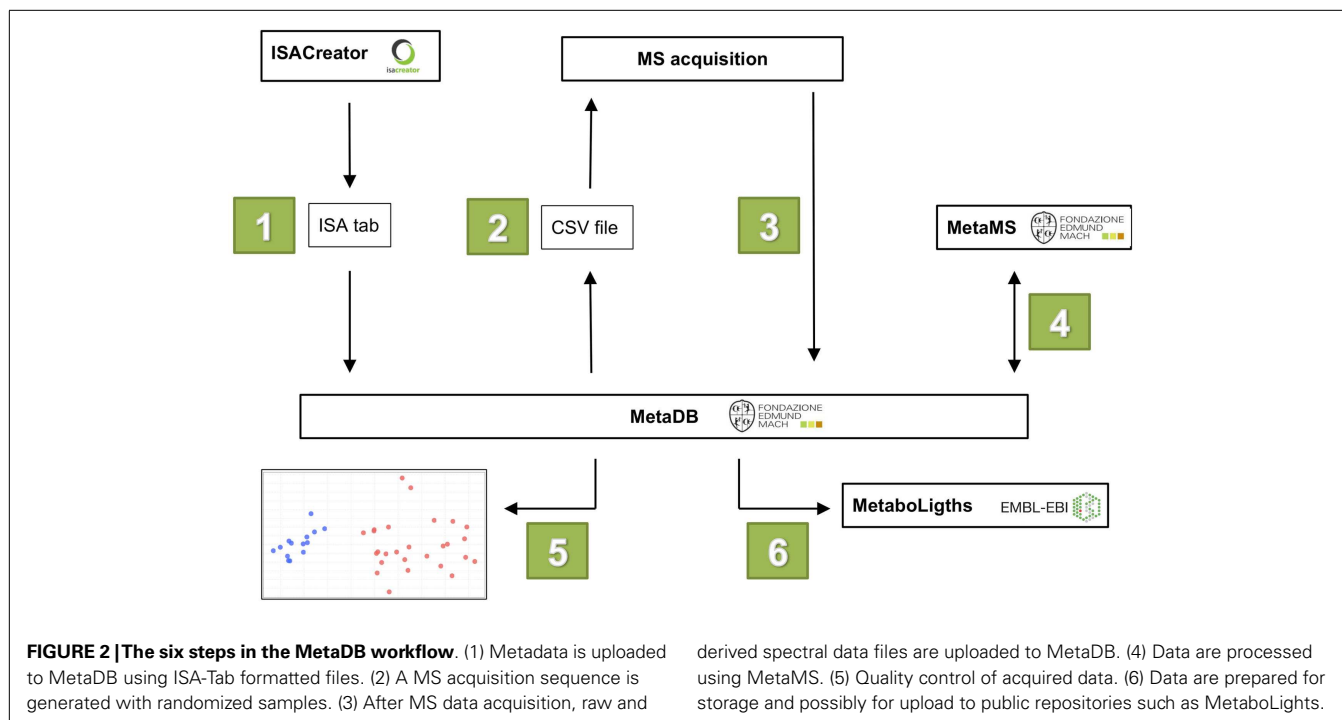 ISACreator
isacreator
MS acquisition
1
ISA tab
2
CSV file
3
MetaMS
FONDAZIONE
EDMUND
MACH
4
MetaDB
FONDAZIONE
EDMUND
MACH
5
6
MetaboLigths
EMBL-EBI
FIGURE 2 | The six steps in the MetaDB workflow. (1) Metadata is uploaded
to MetaDB using ISA-Tab formatted files. (2) A MS acquisition sequence is
generated with randomized samples. (3) After MS data acquisition, raw and
derived spectral data files are uploaded to MetaDB. (4) Data are processed
using MetaMS. (5) Quality control of acquired data. (6) Data are prepared for
storage and possibly for upload to public repositories such as MetaboLights.